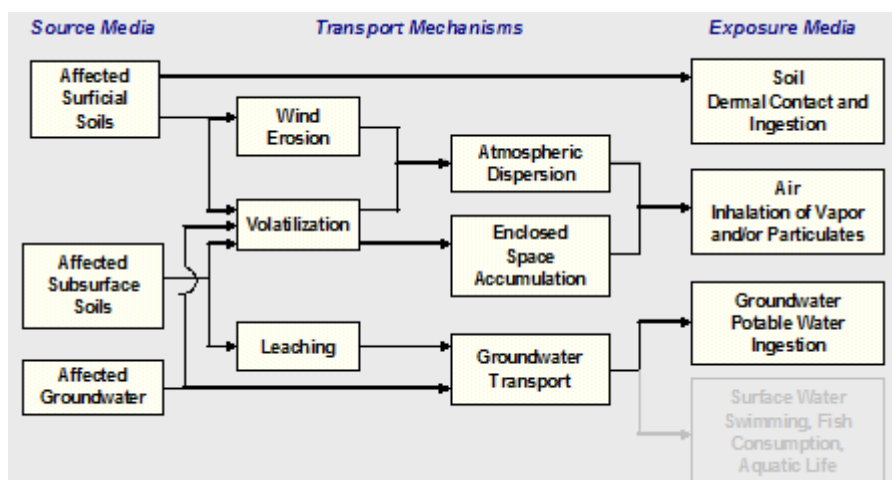 Source Media
Transport Mechanisms
Exposure Media
Affected
Surficial
Soils
Wind
Erosion
Volatilization
Affected
Subsurface
Soils
Leaching
Affected
Groundwater
Atmospheric
Dispersion
Enclosed
Space
Accumulation
Groundwater
Transport
Soil
Dermal Contact and
Ingestion
Air
Inhalation of Vapor
and/or Particulates
Groundwater
Potable Water
Ingestion
Surface Water
Swimming, Fish
Consumption,
Aquatic Life